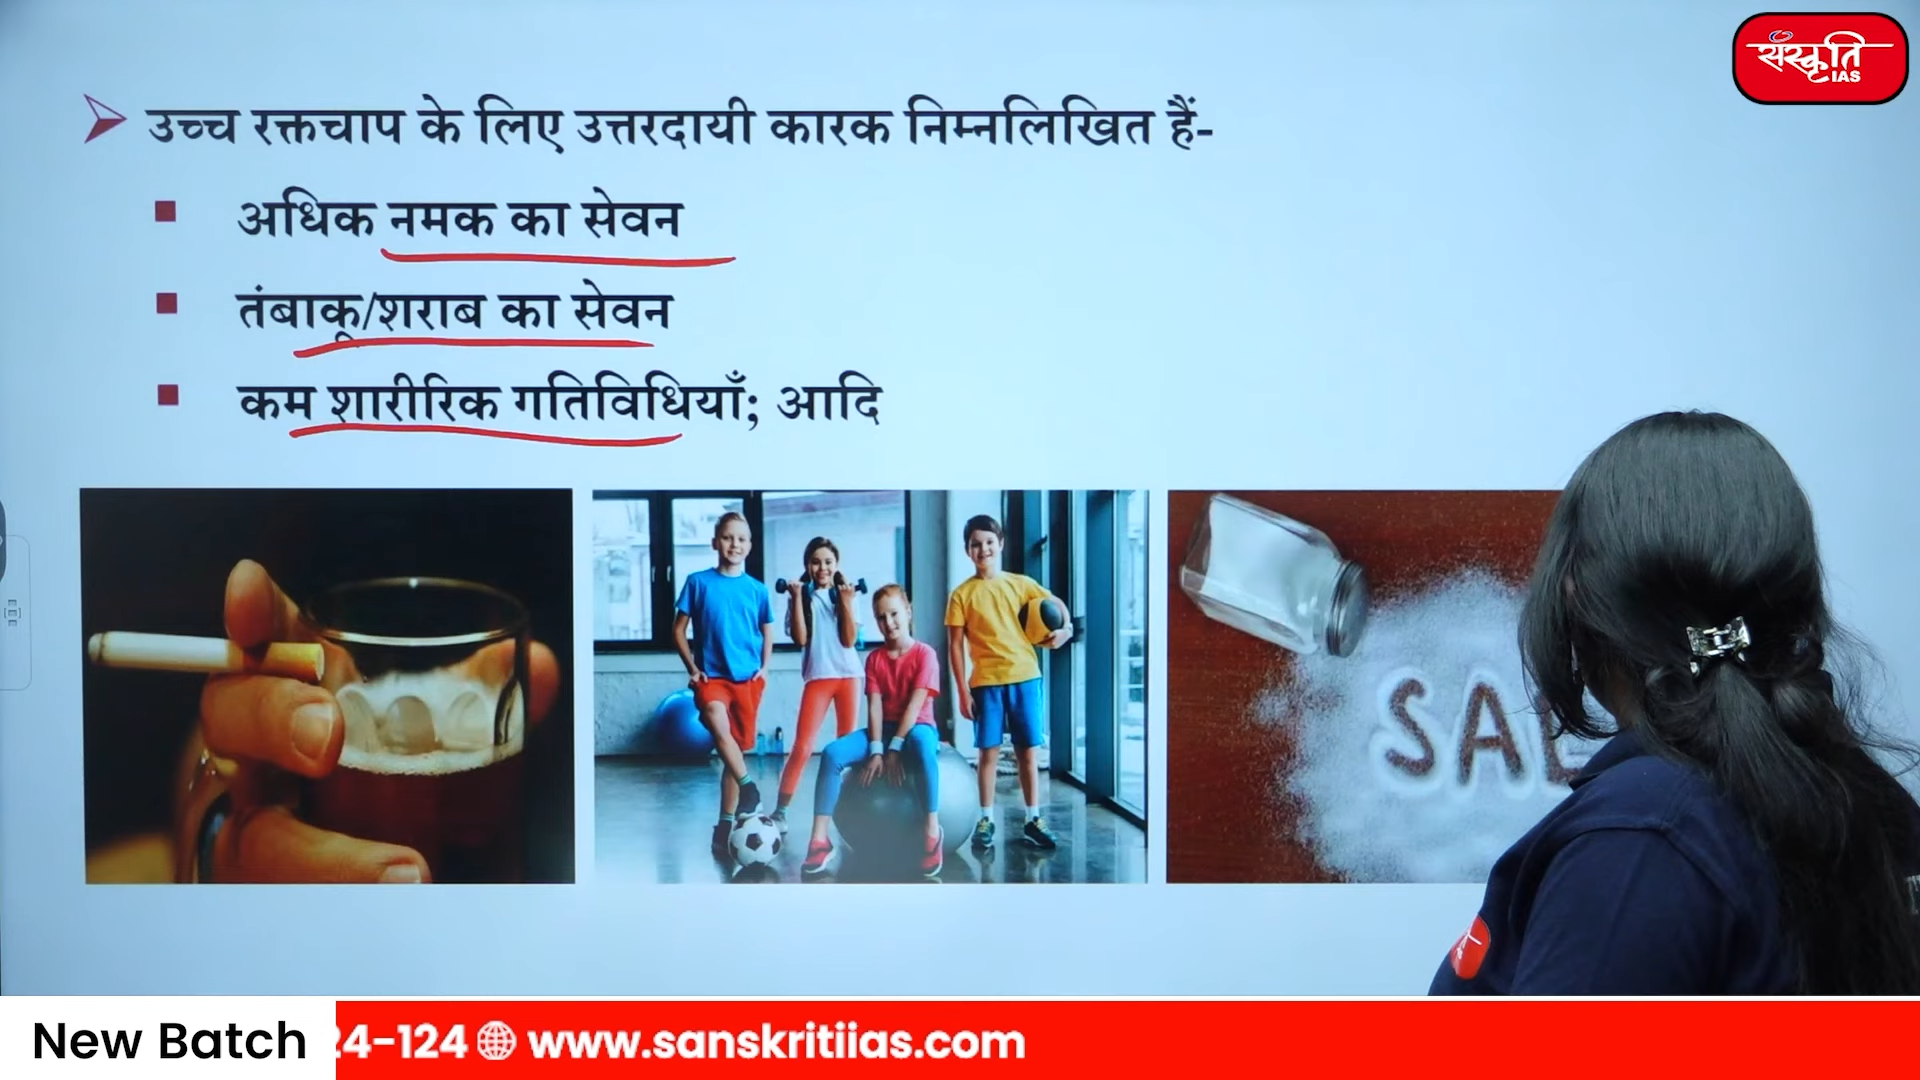 संस्कृति
IAS
उच्च रक्तचाप के लिए उत्तरदायी कारक निम्नलिखित हैं-
अधिक नमक का सेवन
तंबाकू/शराब का सेवन
कम शारीरिक गतिविधियाँ; आदि
New Batch
24-124 www.sanskritiias.com